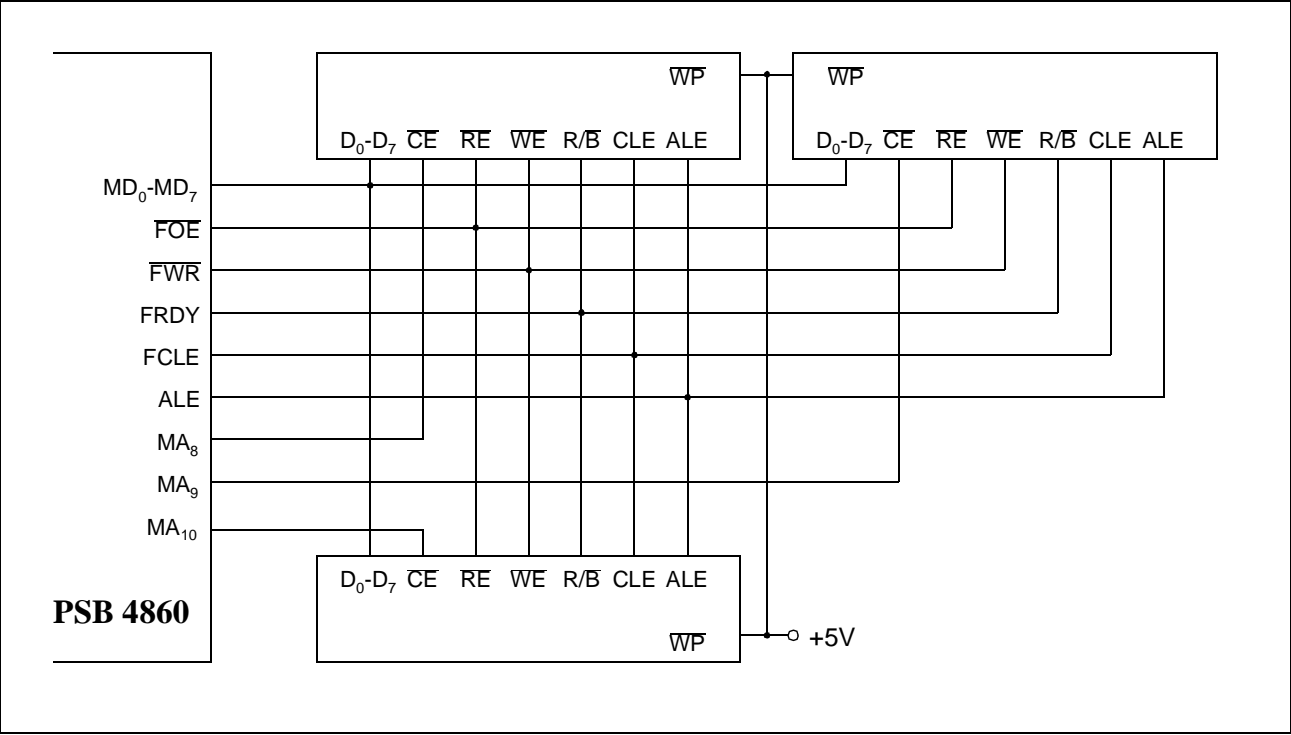 WP
WP
D0-D7 CE RE WE R/B CLE ALE
D0-D7 CE RE WE R/B CLE ALE
MD0-MD7
FOE
FWR
FRDY
FCLE
ALE
MA8
MA9
MA10
D0-D7 CE RE WE R/B CLE ALE
PSB 4860
WP
+5V